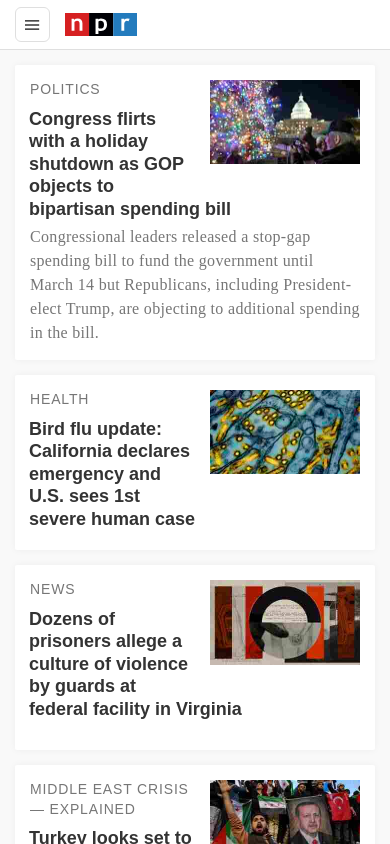 npr
POLITICS
Congress flirts
with a holiday
shutdown as GOP
objects to
bipartisan spending bill
Congressional leaders released a stop-gap
spending bill to fund the government until
March 14 but Republicans, including President-
elect Trump, are objecting to additional spending
in the bill.
HEALTH
Bird flu update:
California declares
emergency and
U.S. sees 1st
severe human case
NEWS
Dozens of
prisoners allege a
culture of violence
by guards at
federal facility in Virginia
MIDDLE EAST CRISIS
— EXPLAINED
Turkey looks set to